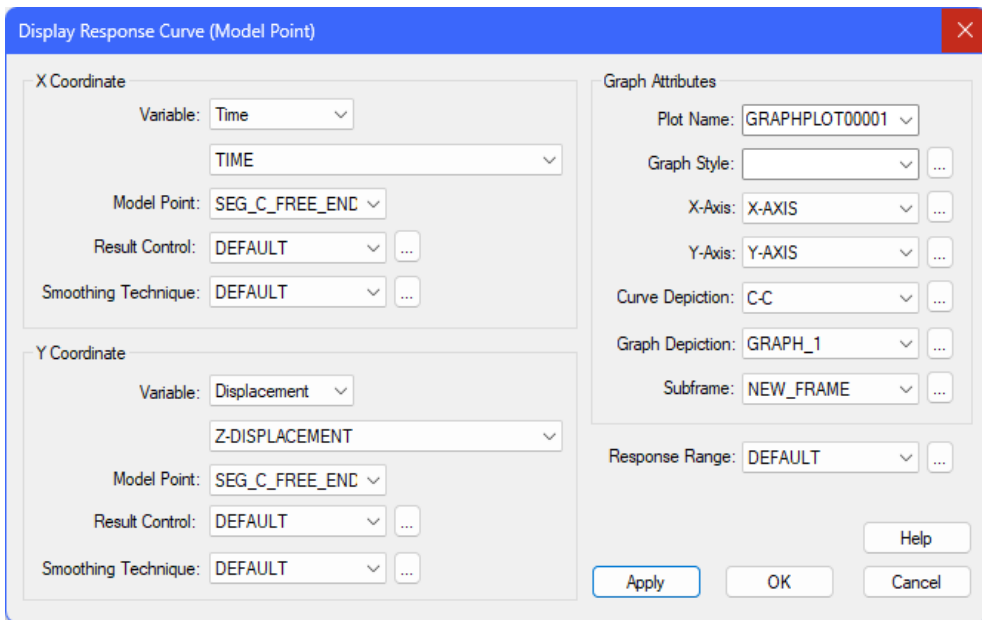 Display Response Curve (Model Point)
X Coordinate
Variable: Time
TIME
Model Point: SEG_C_FREE_END
Result Control: DEFAULT ...
Smoothing Technique: DEFAULT ...
Y Coordinate
Variable: Displacement
Z-DISPLACEMENT
Model Point: SEG_C_FREE_END
Result Control: DEFAULT ...
Smoothing Technique: DEFAULT ...
Graph Attributes
Plot Name: GRAPHPLOT00001
Graph Style: ...
X-Axis: X-AXIS ...
Y-Axis: Y-AXIS ...
Curve Depiction: C-C ...
Graph Depiction: GRAPH_1 ...
Subframe: NEW_FRAME ...
Response Range: DEFAULT ...
Help
Apply OK Cancel